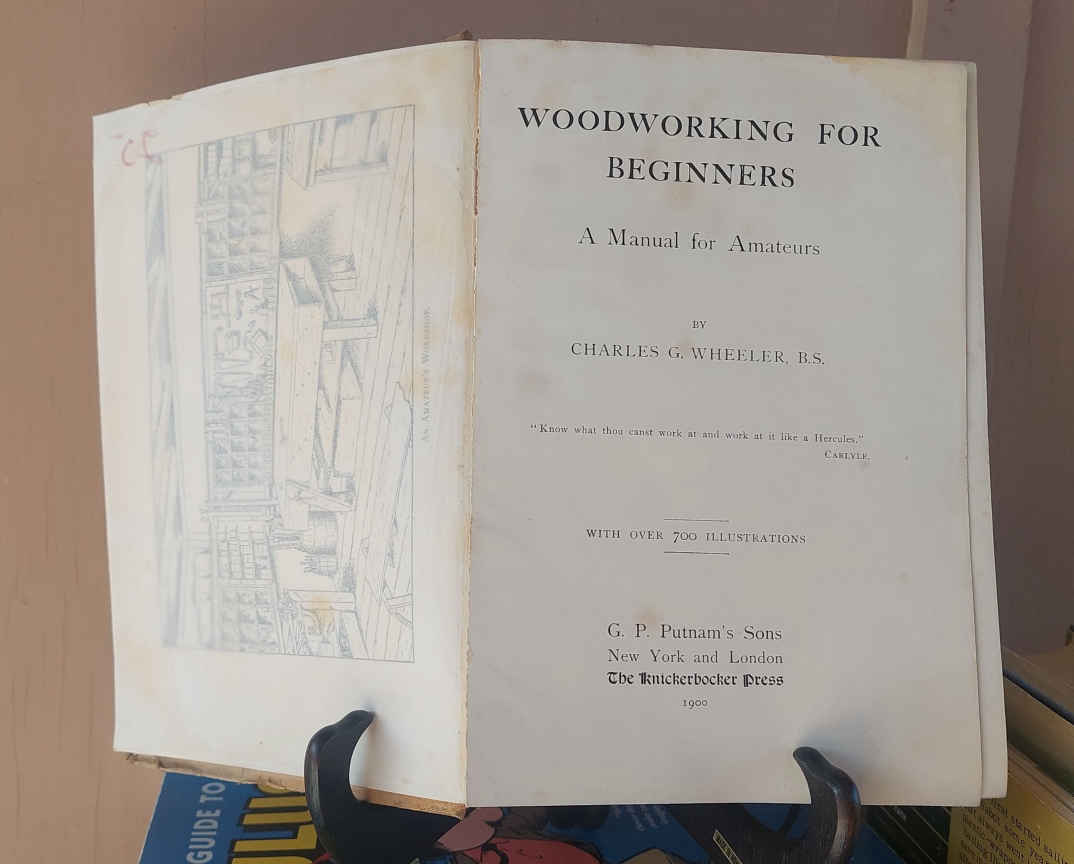 AN AMATEUR'S WORKSHOP.
WOODWORKING FOR
BEGINNERS
A Manual for Amateurs
BY
CHARLES G. WHEELER, B.S.
"Know what thou canst work at and work at it like a Hercules."
CARLYLE.
WITH OVER 700 ILLUSTRATIONS
G. P. Putnam's Sons
New York and London
The Knickerbocker Press
1900
GUIDE TO
started
always